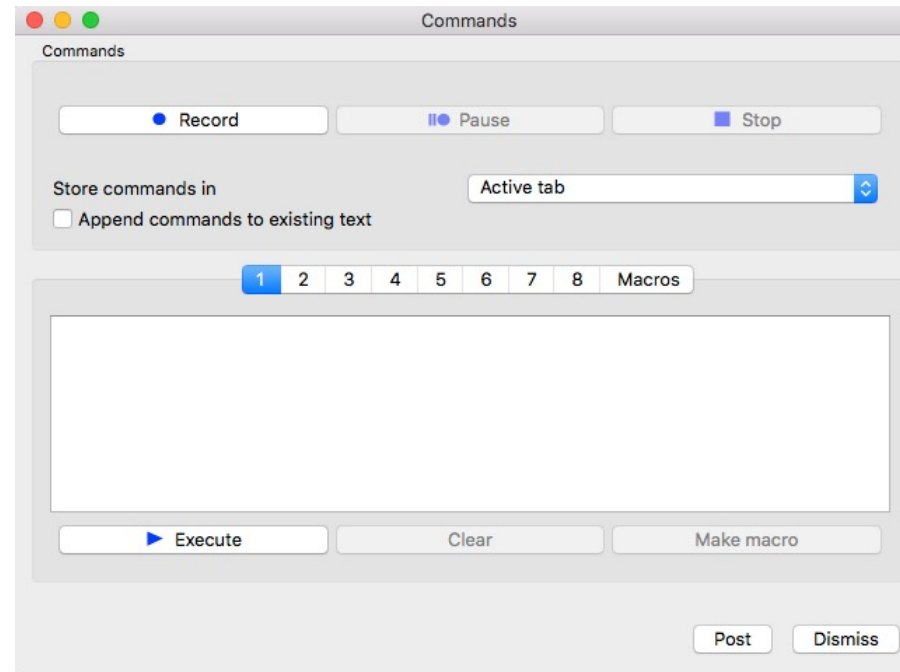 Commands
Commands
Record Pause Stop
Store commands in Active tab
Append commands to existing text
1 2 3 4 5 6 7 8 Macros
Execute Clear Make macro
Post Dismiss